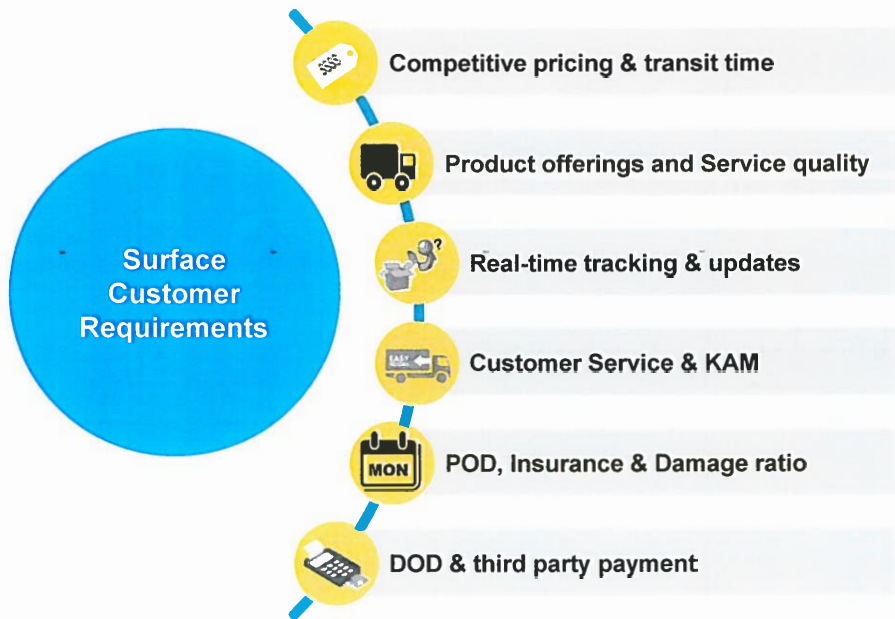 $$$$
Competitive pricing & transit time
Product offerings and Service quality
?
Real-time tracking & updates
Surface
Customer
Requirements
EASY
Customer Service & KAM
MON
POD, Insurance & Damage ratio
DOD & third party payment